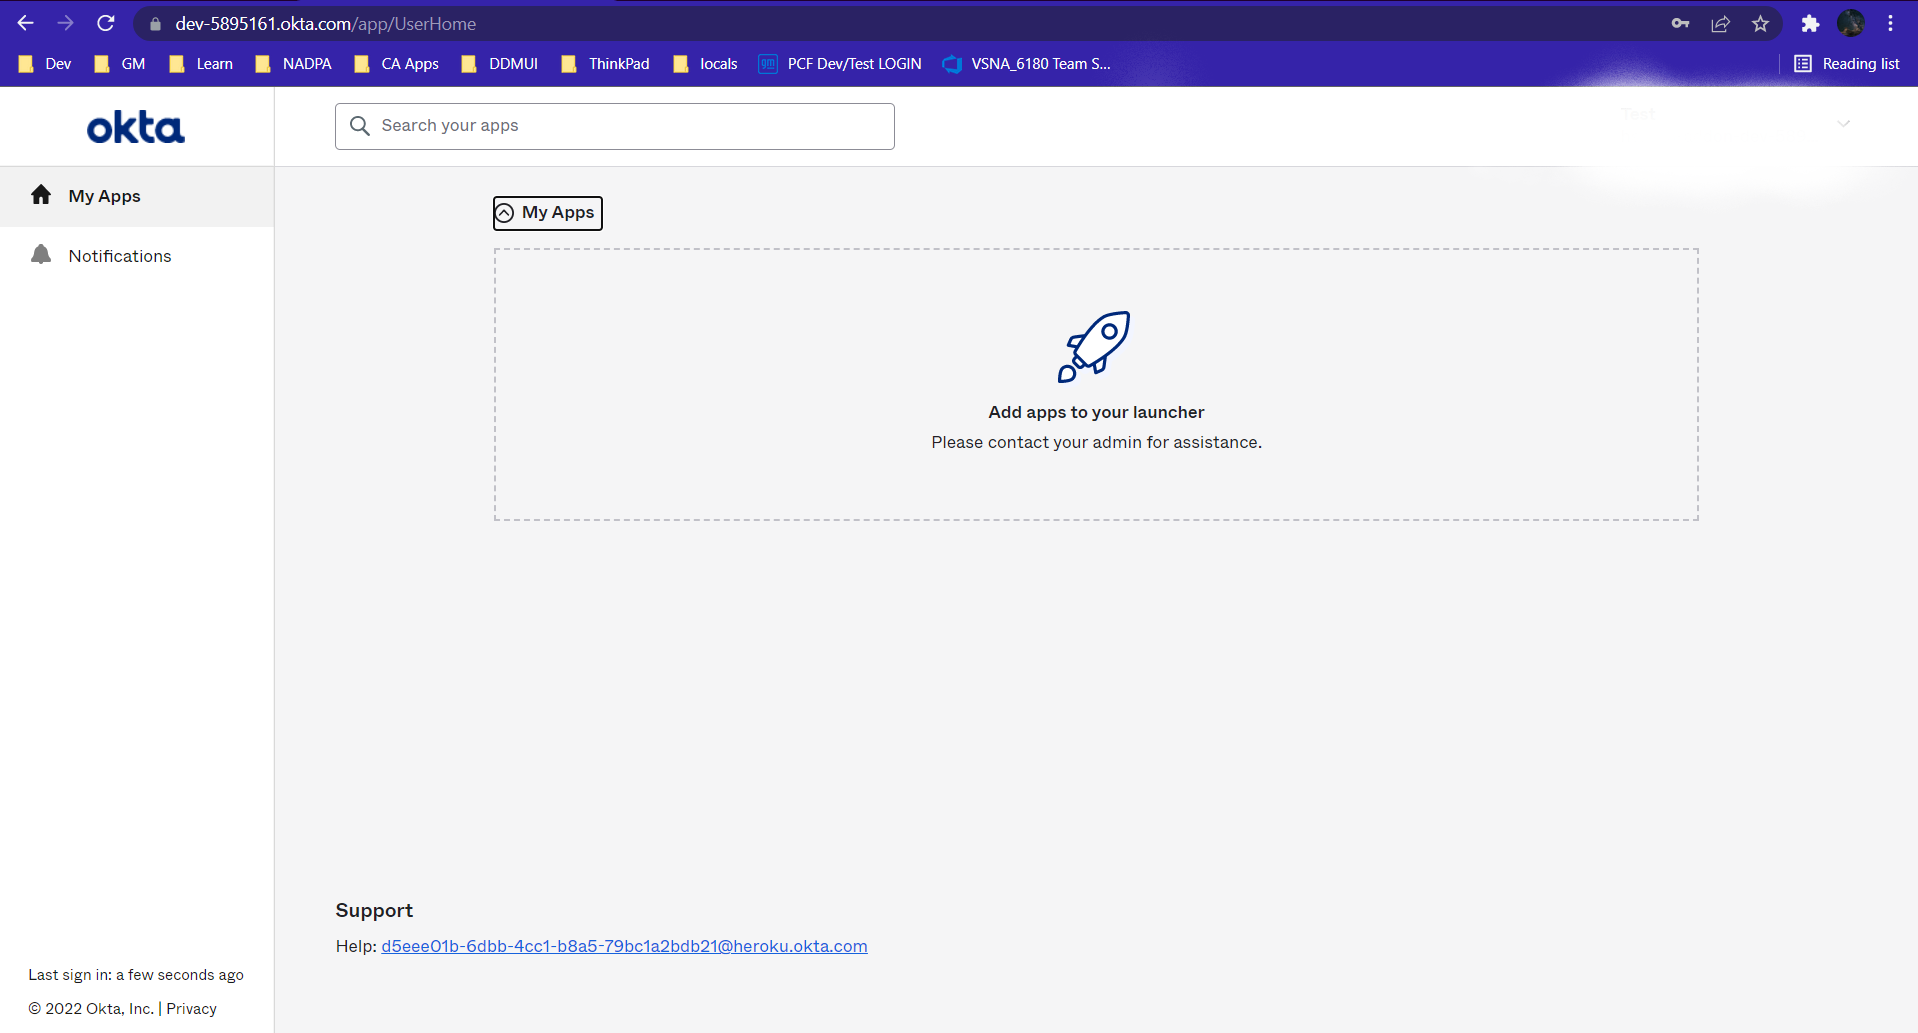 dev-5895161.okta.com/app/UserHome
Dev GM Learn NADPA CA Apps DDMUI ThinkPad locals gm PCF Dev/Test LOGIN VSNA_6180 Team S... Reading list
okta
Search your apps
Test
My Apps
Notifications
My Apps
Add apps to your launcher
Please contact your admin for assistance.
Support
Help: d5eee01b-6dbb-4cc1-b8a5-79bc1a2bdb21@heroku.okta.com
Last sign in: a few seconds ago
© 2022 Okta, Inc. | Privacy